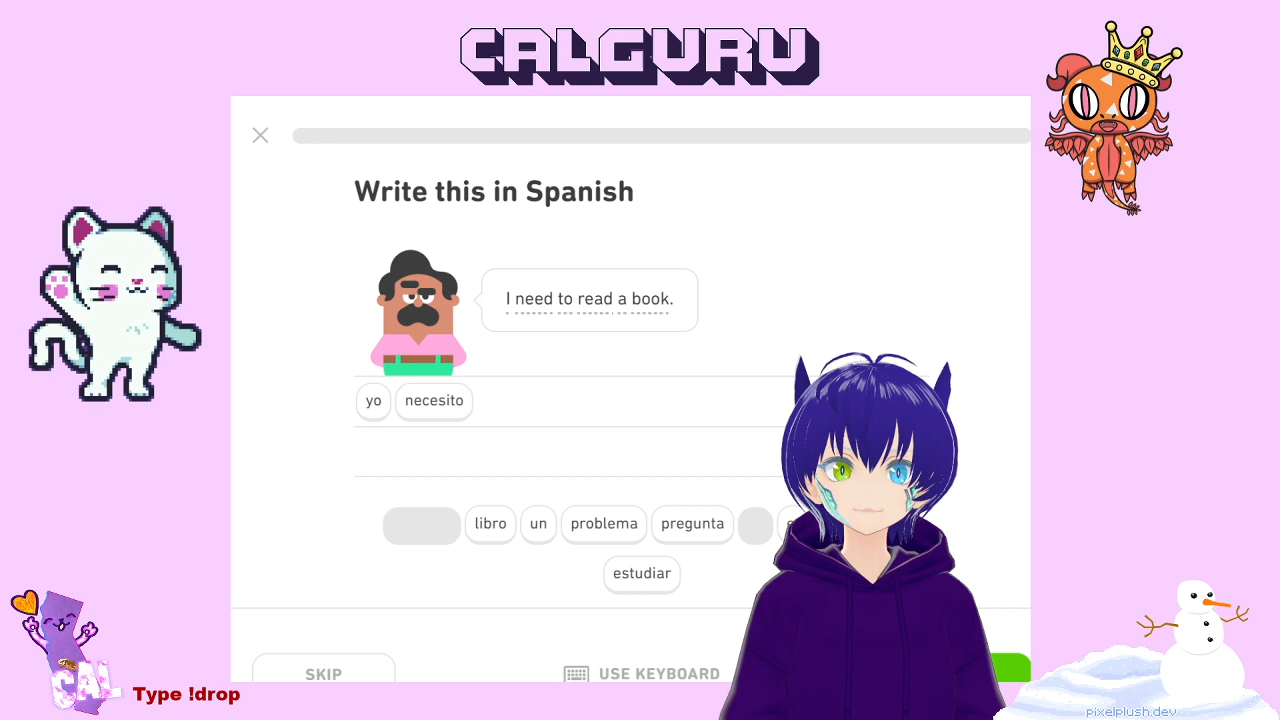 CALGURU
Write this in Spanish
I need to read a book.
yo necesito
libro un problema pregunta
estudiar
SKIP USE KEYBOARD
THE
CAL
Type !drop
pixelplush.dev